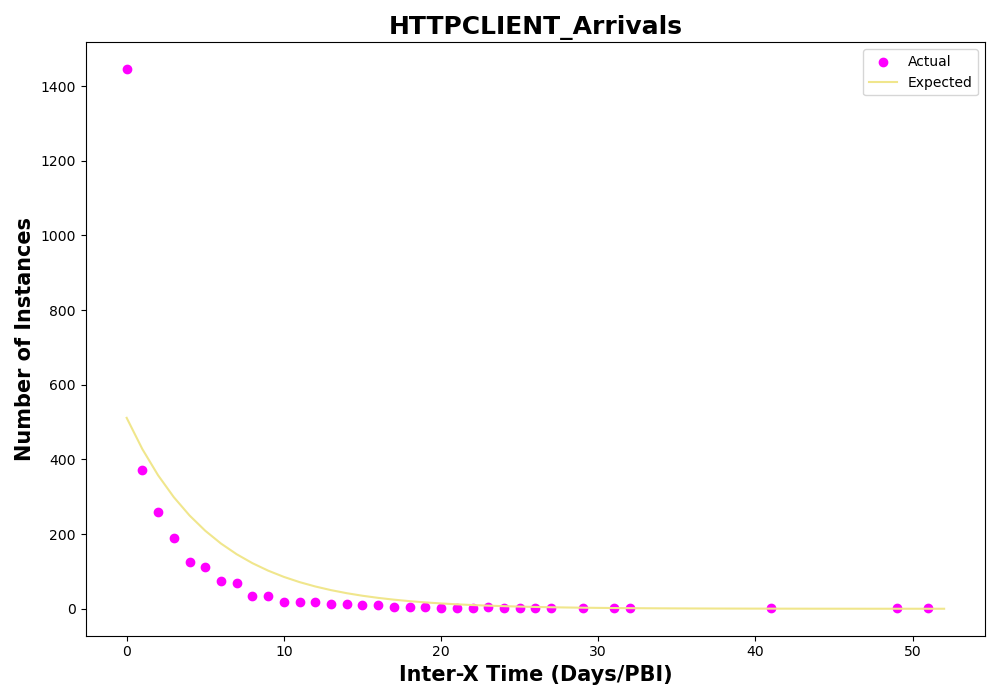 HTTPCLIENT_Arrivals
Actual
Expected
Number of Instances
1400
1200
1000
800
600
400
200
0
0 10 20 30 40 50
Inter-X Time (Days/PBI)